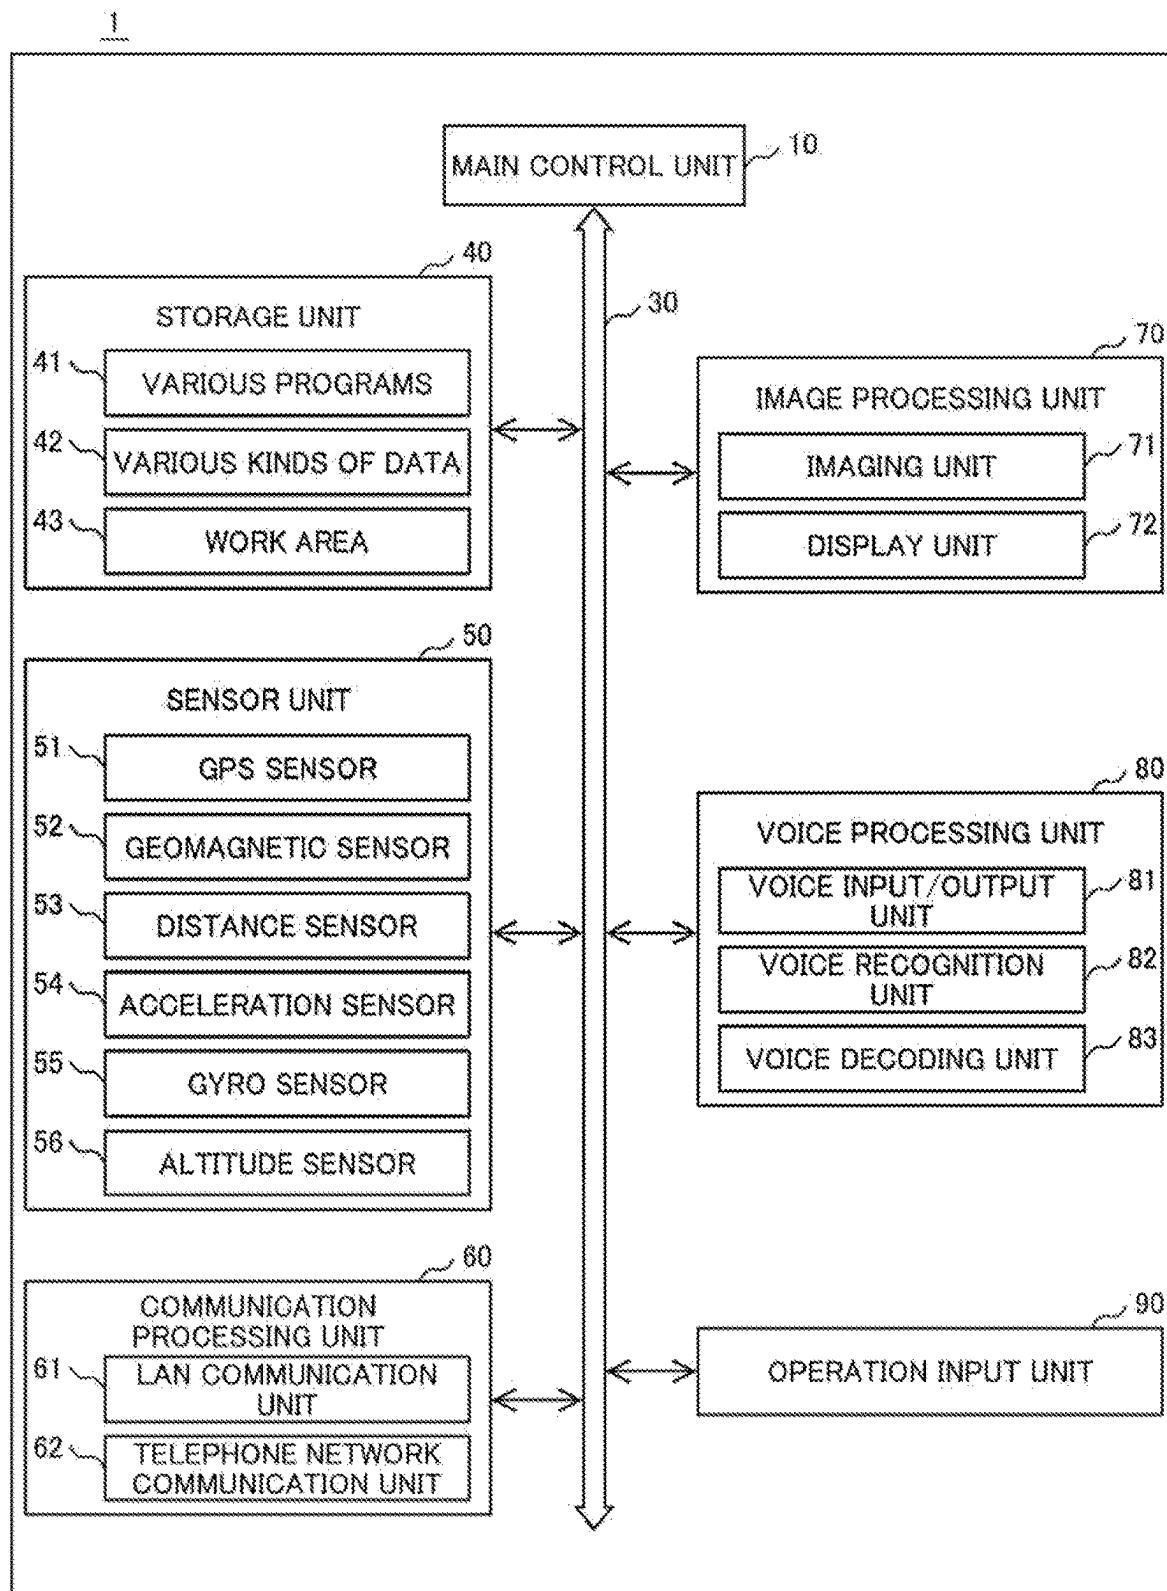 1
MAIN CONTROL UNIT
10
30
40
STORAGE UNIT
41
VARIOUS PROGRAMS
42
VARIOUS KINDS OF DATA
43
WORK AREA
50
SENSOR UNIT
51
GPS SENSOR
52
GEOMAGNETIC SENSOR
53
DISTANCE SENSOR
54
ACCELERATION SENSOR
55
GYRO SENSOR
56
ALTITUDE SENSOR
60
COMMUNICATION
PROCESSING UNIT
61
LAN COMMUNICATION
UNIT
62
TELEPHONE NETWORK
COMMUNICATION UNIT
70
IMAGE PROCESSING UNIT
IMAGING UNIT
71
DISPLAY UNIT
72
80
VOICE PROCESSING UNIT
VOICE INPUT/OUTPUT
UNIT
81
VOICE RECOGNITION
UNIT
82
VOICE DECODING UNIT
83
90
OPERATION INPUT UNIT